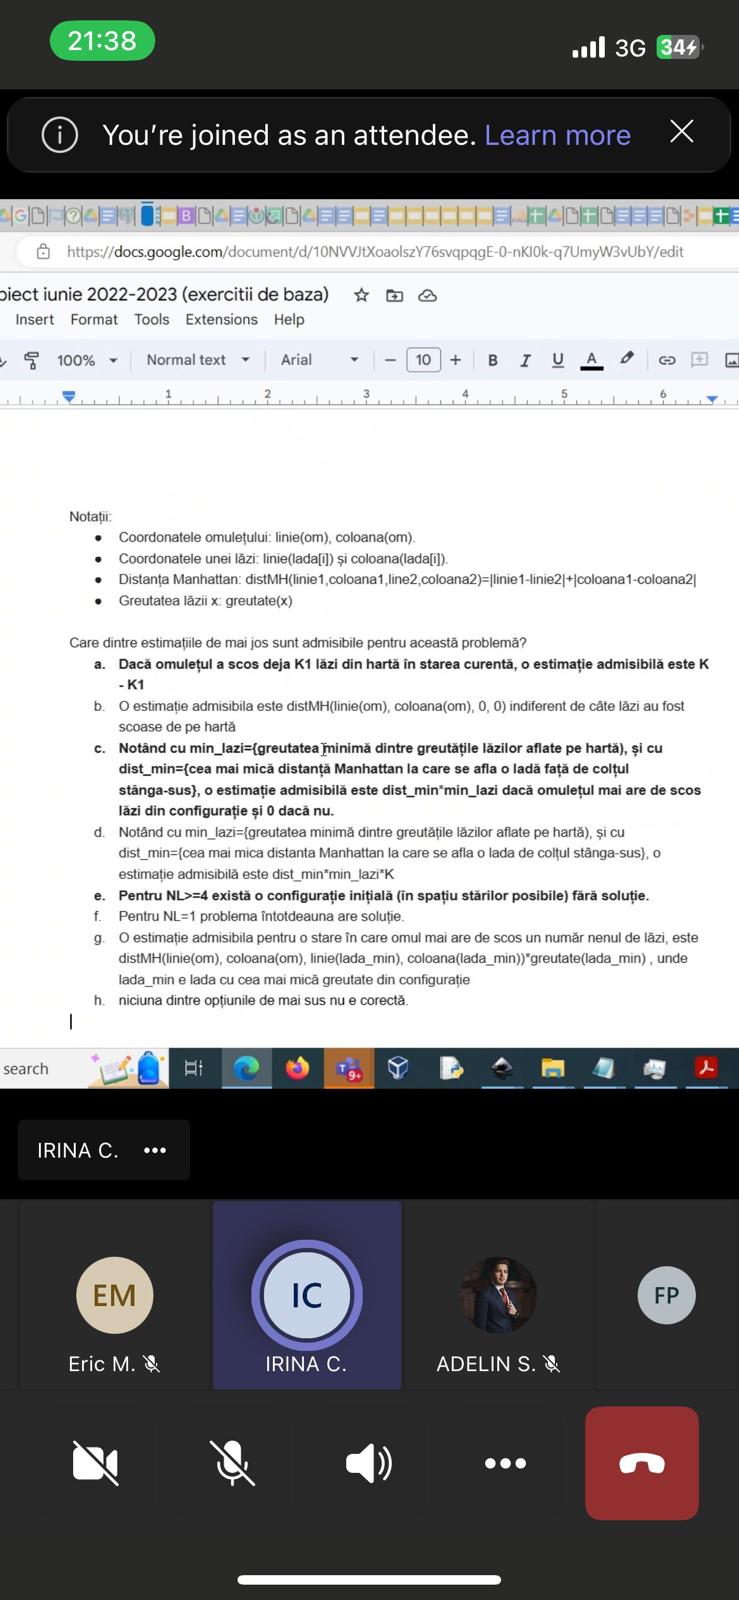 21:38
3G
34
You're joined as an attendee. Learn more
https://docs.google.com/document/d/10NVVJtXoaolszY76svqpqgE-0-nKI0k-q7UmyW3vUbY/edit
biect iunie 2022-2023 (exercitii de baza)
Insert Format Tools Extensions Help
100% Normal text Arial − 10 + B I U A
1 2 3 4 5 6
Notații:
● Coordonatele omulețului: linie(om), coloana(om).
● Coordonatele unei lăzi: linie(lada[i]) și coloana(lada[i]).
● Distanța Manhattan: distMH(linie1,coloana1,line2,coloana2)=|linie1-linie2|+|coloana1-coloana2|
● Greutatea lăzii x: greutate(x)
Care dintre estimațiile de mai jos sunt admisibile pentru această problemă?
a. Dacă omulețul a scos deja K1 lăzi din hartă în starea curentă, o estimație admisibilă este K
- K1
b. O estimație admisibila este distMH(linie(om), coloana(om), 0, 0) indiferent de câte lăzi au fost
scoase de pe hartă
c. Notând cu min_lazi={greutatea minimă dintre greutățile lăzilor aflate pe hartă), și cu
dist_min={cea mai mică distanță Manhattan la care se afla o ladă față de colțul
stânga-sus}, o estimație admisibilă este dist_min*min_lazi dacă omulețul mai are de scos
lăzi din configurație și 0 dacă nu.
d. Notând cu min_lazi={greutatea minimă dintre greutățile lăzilor aflate pe hartă), și cu
dist_min={cea mai mica distanta Manhattan la care se afla o lada de colțul stânga-sus}, o
estimație admisibilă este dist_min*min_lazi*K
e. Pentru NL>=4 există o configurație inițială (în spațiu stărilor posibile) fără soluție.
f. Pentru NL=1 problema întotdeauna are soluție.
g. O estimație admisibila pentru o stare în care omul mai are de scos un număr nenul de lăzi, este
distMH(linie(om), coloana(om), linie(lada_min), coloana(lada_min))*greutate(lada_min) , unde
lada_min e lada cu cea mai mică greutate din configurație
h. niciuna dintre opțiunile de mai sus nu e corectă.
search
9+
IRINA C. •••
EM
IC
FP
Eric M.
IRINA C.
ADELIN S.